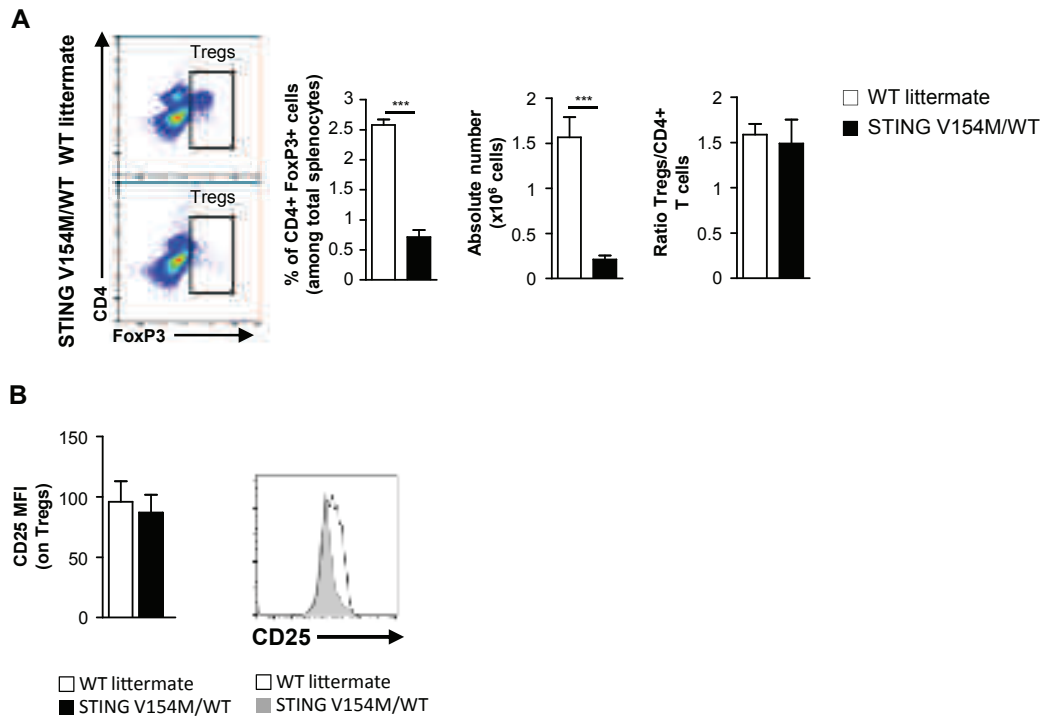 A
STING V154M/WT WT littermate
CD4
Tregs
Tregs
FoxP3
% of CD4+ FoxP3+ cells
(among total splenocytes)
3
2.5
2
1.5
1
0.5
0
***
Absolute number
(x10⁶ cells)
2
1.5
1
0.5
0
***
Ratio Tregs/CD4+
T cells
2
1.5
1
0.5
0
WT littermate
STING V154M/WT
B
CD25 MFI
(on Tregs)
150
100
50
0
CD25
WT littermate
STING V154M/WT
WT littermate
STING V154M/WT